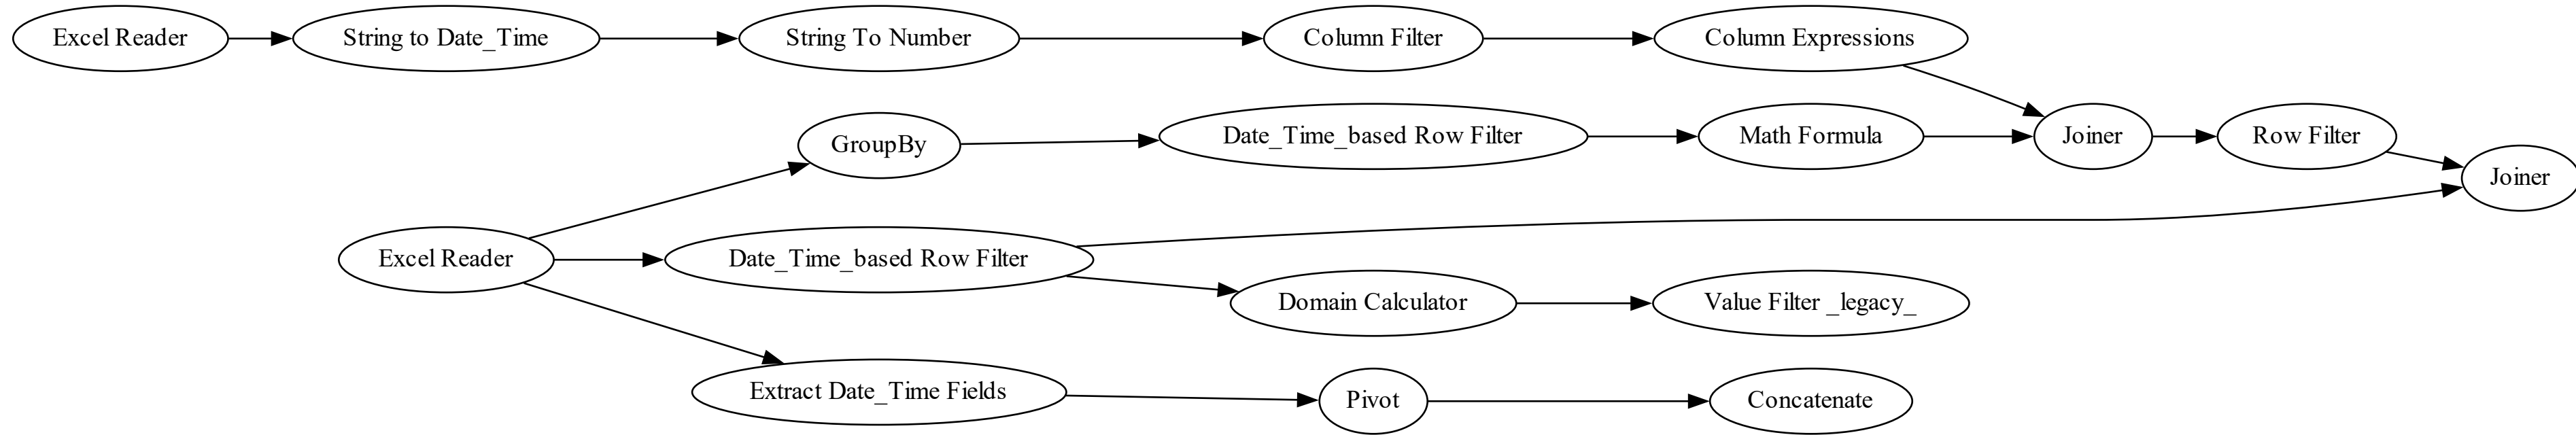 Excel Reader
String to Date_Time
String To Number
Column Filter
Column Expressions
GroupBy
Date_Time_based Row Filter
Math Formula
Joiner
Row Filter
Joiner
Excel Reader
Date_Time_based Row Filter
Domain Calculator
Value Filter _legacy_
Extract Date_Time Fields
Pivot
Concatenate